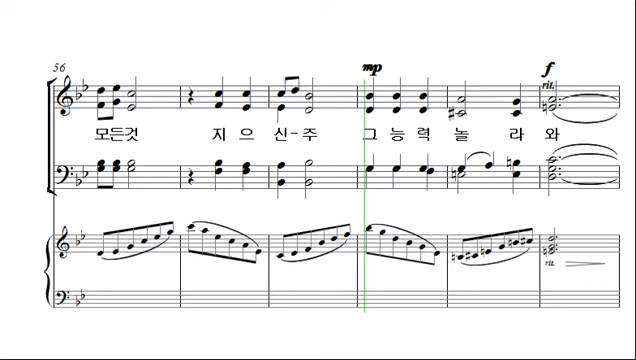 56
mp
f
rit.
모든것 지으신-주 그능력 놀라와
rit.